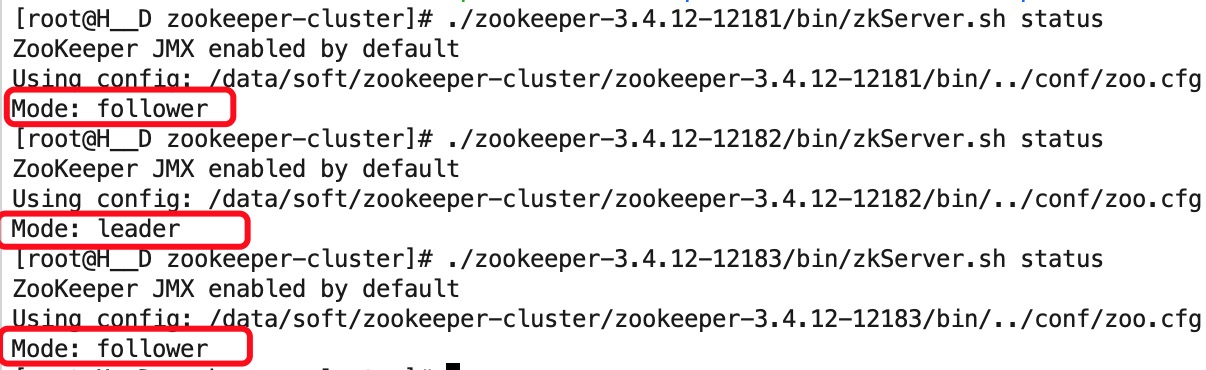 [root@H__D zookeeper-cluster]# ./zookeeper-3.4.12-12181/bin/zkServer.sh status
ZooKeeper JMX enabled by default
Using config: /data/soft/zookeeper-cluster/zookeeper-3.4.12-12181/bin/../conf/zoo.cfg
Mode: follower
[root@H__D zookeeper-cluster]# ./zookeeper-3.4.12-12182/bin/zkServer.sh status
ZooKeeper JMX enabled by default
Using config: /data/soft/zookeeper-cluster/zookeeper-3.4.12-12182/bin/../conf/zoo.cfg
Mode: leader
[root@H__D zookeeper-cluster]# ./zookeeper-3.4.12-12183/bin/zkServer.sh status
ZooKeeper JMX enabled by default
Using config: /data/soft/zookeeper-cluster/zookeeper-3.4.12-12183/bin/../conf/zoo.cfg
Mode: follower
[root@H__D zookeeper-cluster]#